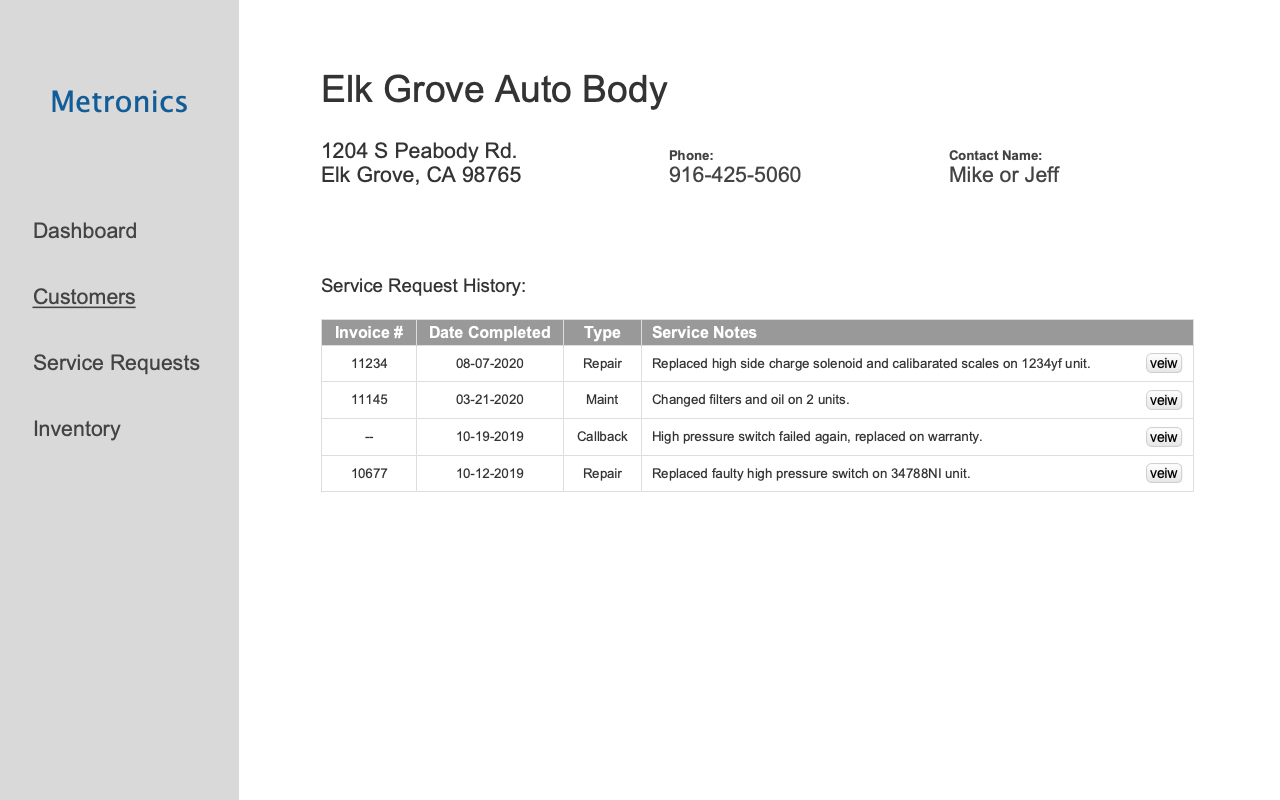 Metronics
Dashboard
Customers
Service Requests
Inventory
Elk Grove Auto Body
1204 S Peabody Rd.
Elk Grove, CA 98765
Phone:
916-425-5060
Contact Name:
Mike or Jeff
Service Request History:
Invoice # Date Completed Type Service Notes
11234 08-07-2020 Repair Replaced high side charge solenoid and calibarated scales on 1234yf unit. veiw
11145 03-21-2020 Maint Changed filters and oil on 2 units. veiw
-- 10-19-2019 Callback High pressure switch failed again, replaced on warranty. veiw
10677 10-12-2019 Repair Replaced faulty high pressure switch on 34788NI unit. veiw